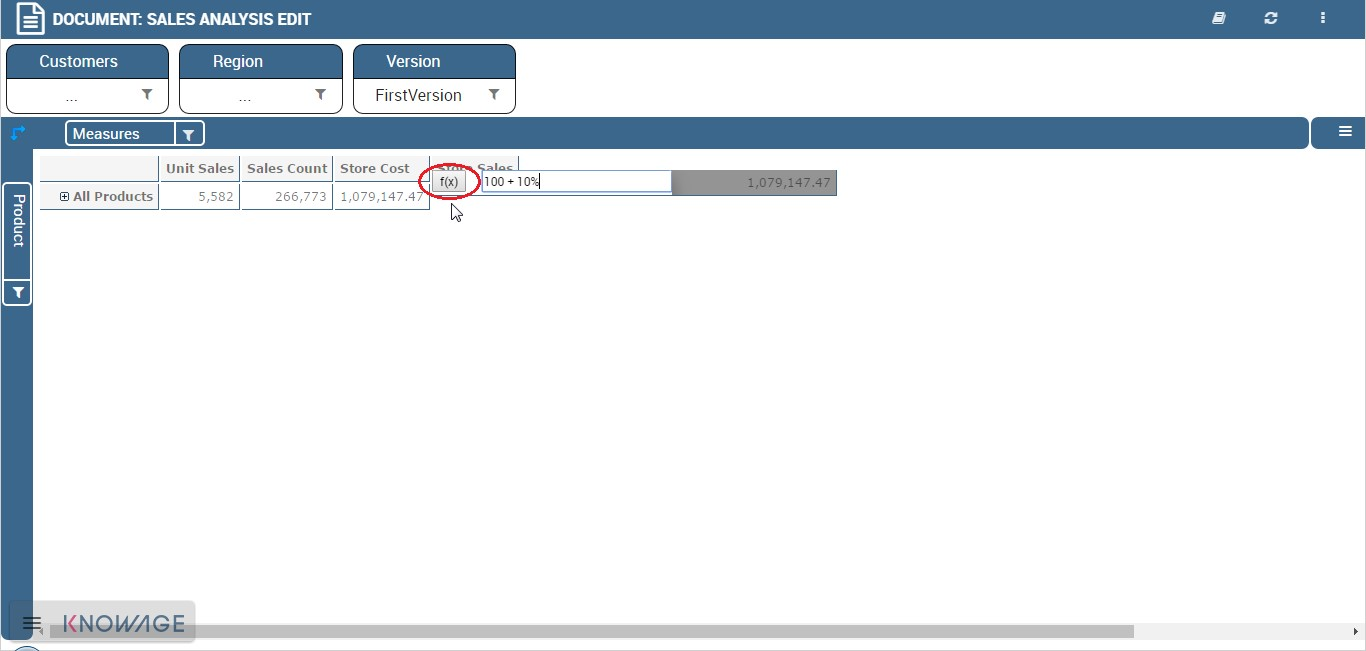 DOCUMENT: SALES ANALYSIS EDIT
Customers Region Version
... ... FirstVersion
Measures
Unit Sales Sales Count Store Cost Store Sales
f(x) 100 + 10% 1,079,147.47
All Products 5,582 266,773 1,079,147.47
Product
KNOWAGE